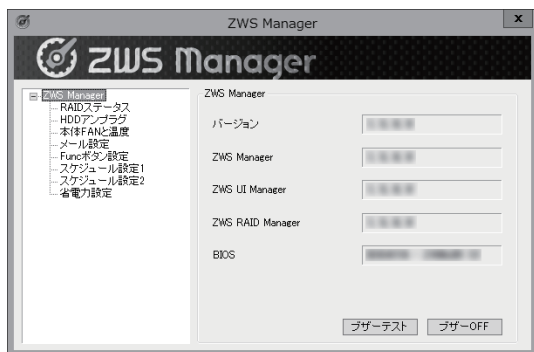 ZWS Manager
x
ZWS Manager
ZWS Manager
RAIDステータス
HDDアンプラグ
本体FANと温度
メール設定
Funcボタン設定
スケジュール設定1
スケジュール設定2
省電力設定
ZWS Manager
バージョン
ZWS Manager
ZWS UI Manager
ZWS RAID Manager
BIOS
ブザーテスト
ブザーOFF